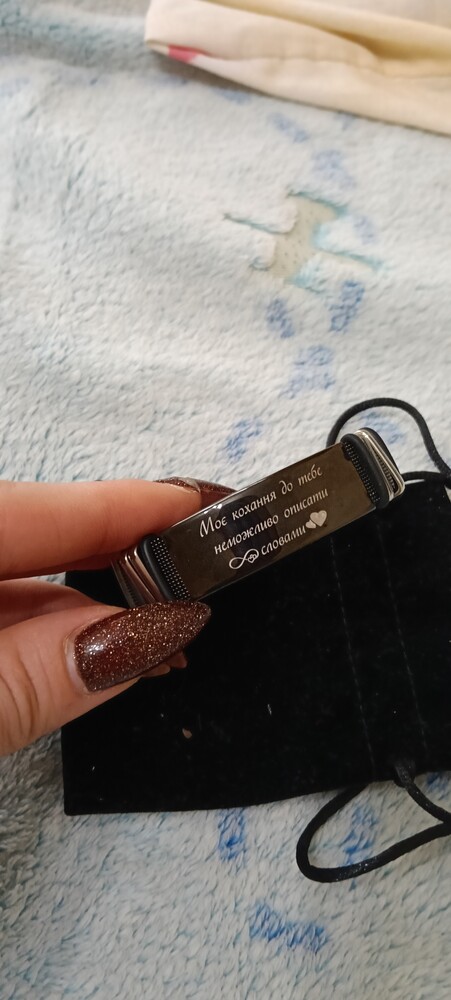 Моє кохання до тебе
неможливо описати
словами